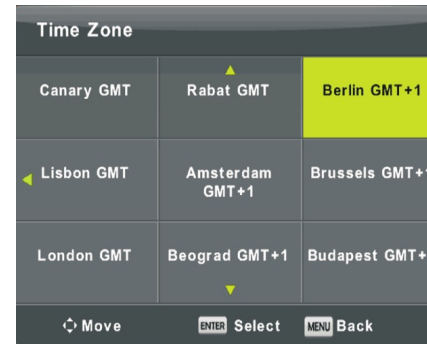 Time Zone
Canary GMT
Rabat GMT
Berlin GMT+1
Lisbon GMT
Amsterdam
GMT+1
Brussels GMT+1
London GMT
Beograd GMT+1
Budapest GMT+
Move
ENTER Select
MENU Back